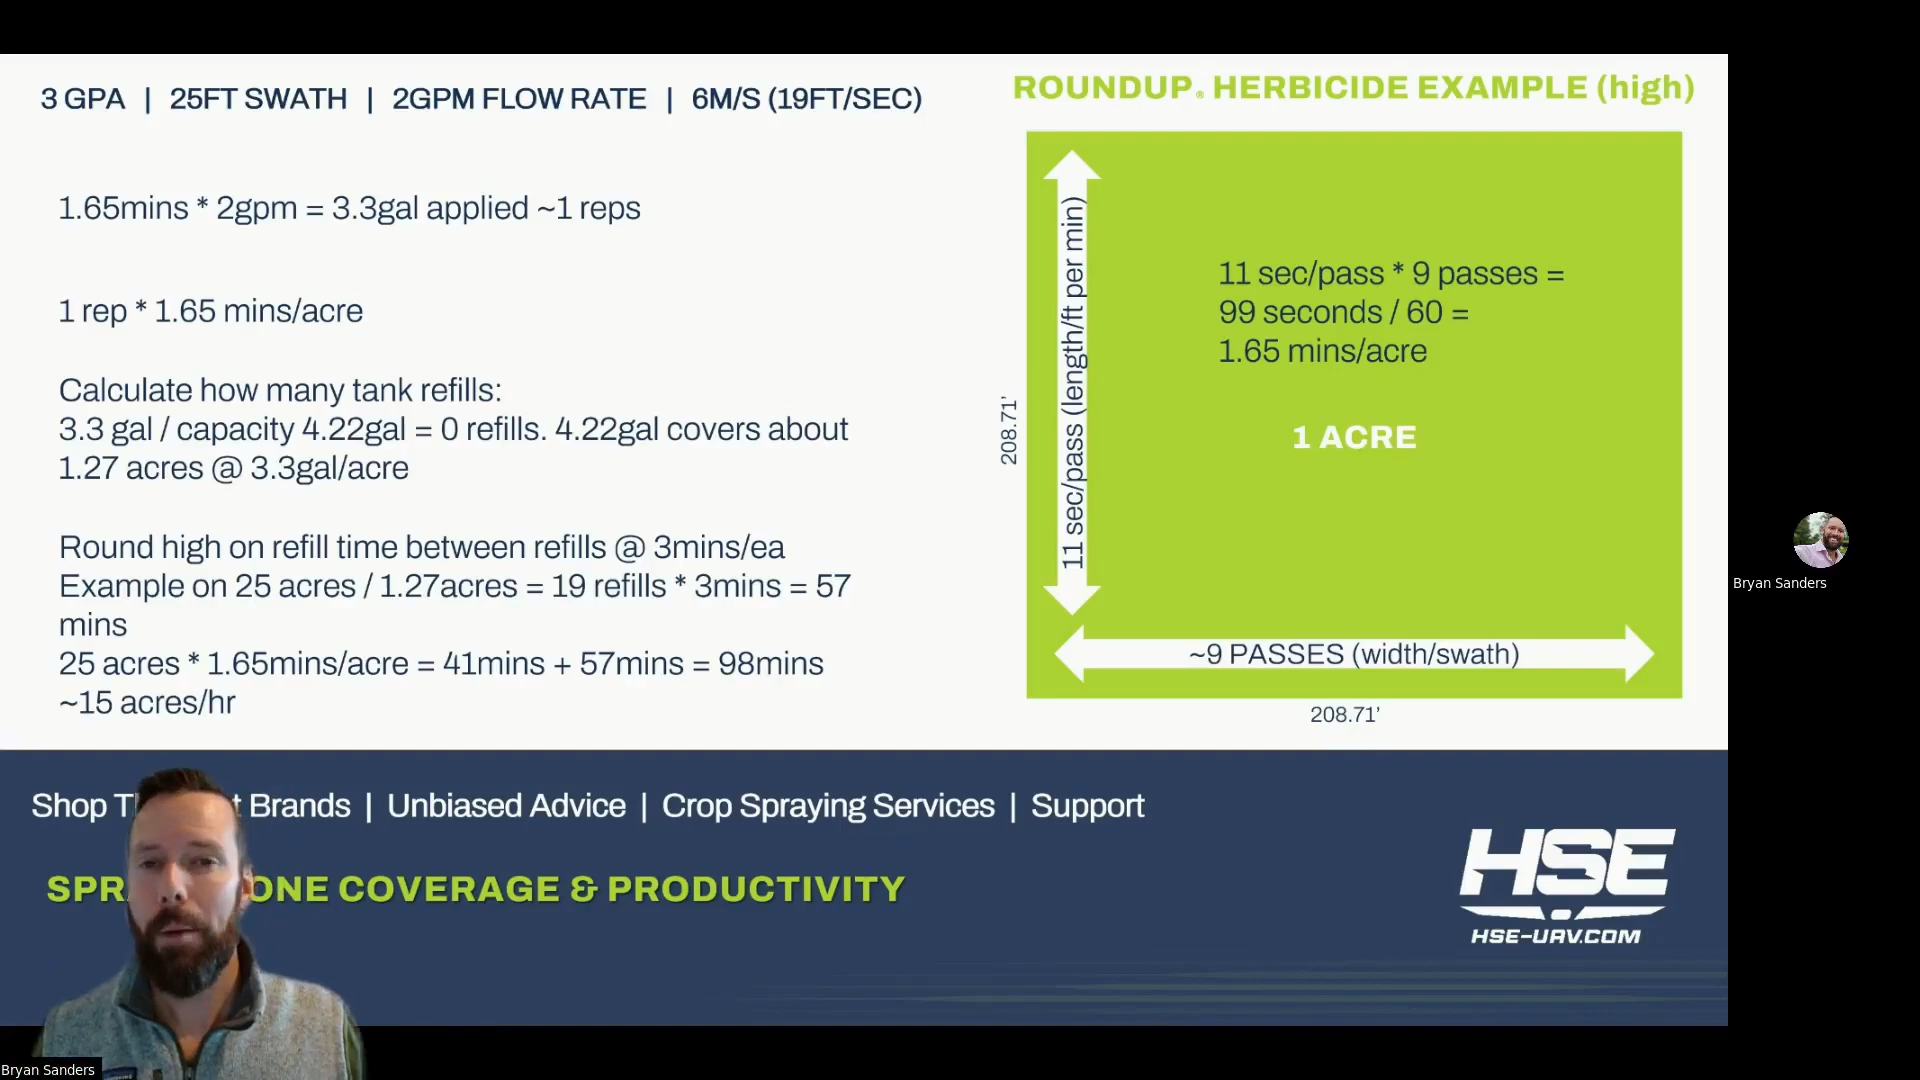 3 GPA | 25FT SWATH | 2GPM FLOW RATE | 6M/S (19FT/SEC)
ROUNDUP® HERBICIDE EXAMPLE (high)
1.65mins * 2gpm = 3.3gal applied ~1 reps
1 rep * 1.65 mins/acre
Calculate how many tank refills:
3.3 gal / capacity 4.22gal = 0 refills. 4.22gal covers about
1.27 acres @ 3.3gal/acre
Round high on refill time between refills @ 3mins/ea
Example on 25 acres / 1.27acres = 19 refills * 3mins = 57
mins
25 acres * 1.65mins/acre = 41mins + 57mins = 98mins
~15 acres/hr
208.71'
11 sec/pass (length/ft per min)
11 sec/pass * 9 passes =
99 seconds / 60 =
1.65 mins/acre
1 ACRE
~9 PASSES (width/swath)
208.71'
Bryan Sanders
Shop Brands | Unbiased Advice | Crop Spraying Services | Support
COVERAGE & PRODUCTIVITY
HSE
HSE-UAV.COM
Bryan Sanders